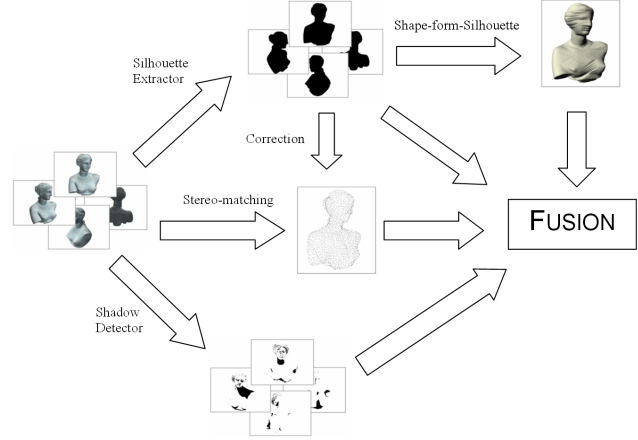 Shape-form-Silhouette
Silhouette
Extractor
Correction
Stereo-matching
FUSION
Shadow
Detector